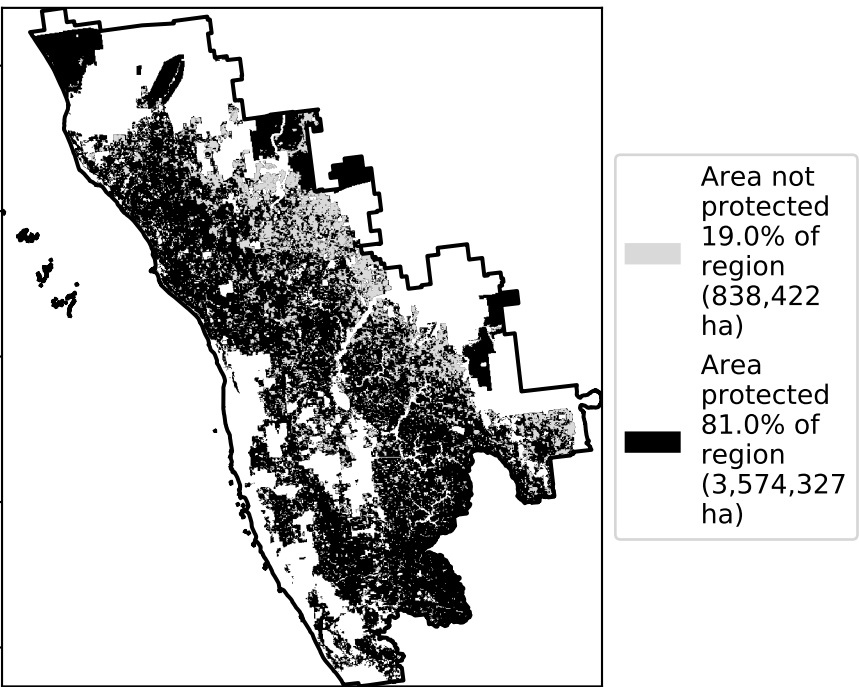 Area not
protected
19.0% of
region
(838,422
ha)
Area
protected
81.0% of
region
(3,574,327
ha)